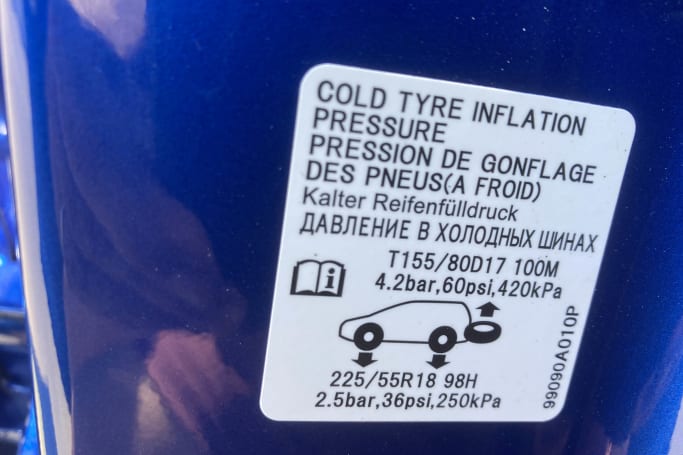 COLD TYRE INFLATION
PRESSURE
PRESSION DE GONFLAGE
DES PNEUS(A FROID)
Kalter Reifenfülldruck
ДАВЛЕНИЕ В ХОЛОДНЫХ ШИНАХ
T155/80D17 100M
4.2bar,60psi,420kPa
225/55R18 98H
2.5bar,36psi,250kPa
99090A010P